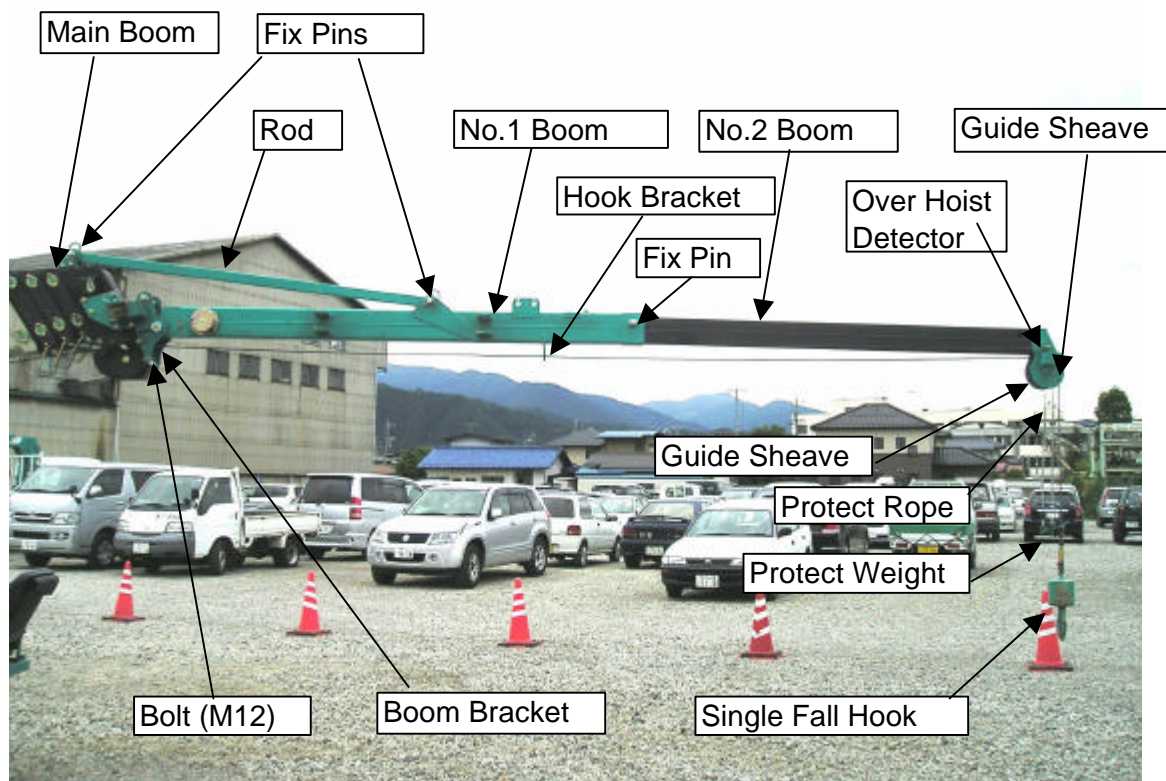 Main Boom
Fix Pins
Rod
No.1 Boom
No.2 Boom
Guide Sheave
Hook Bracket
Over Hoist
Detector
Fix Pin
Guide Sheave
Protect Rope
Protect Weight
Bolt (M12)
Boom Bracket
Single Fall Hook